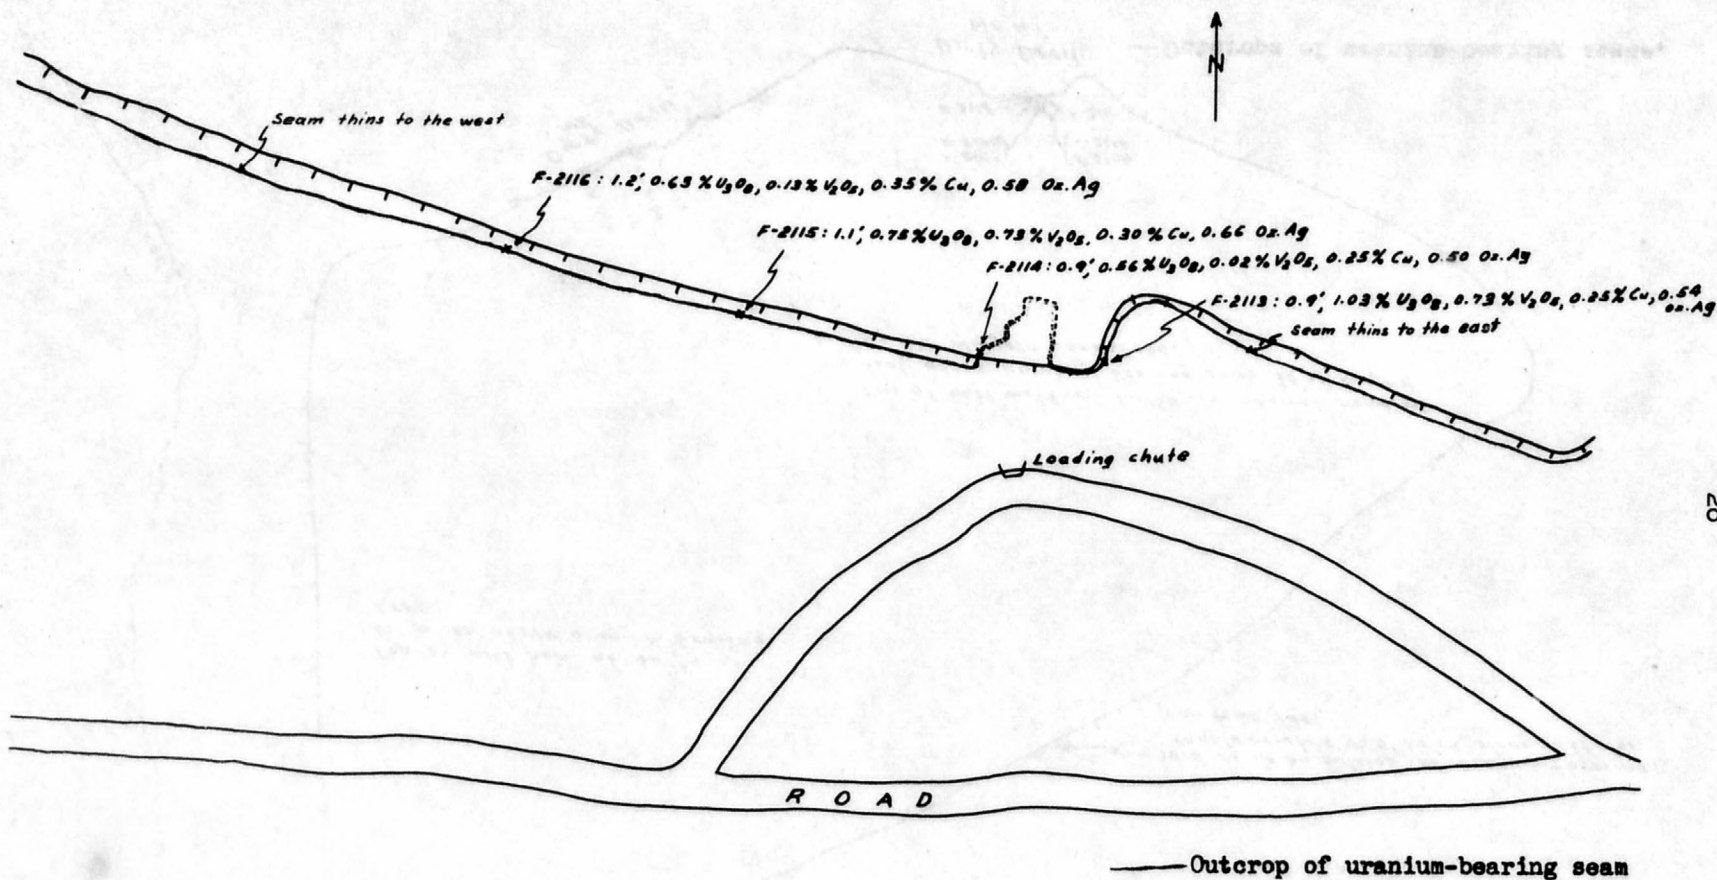 N
Seam thins to the west
F-2116: 1.2', 0.63 % U₃O₈, 0.13% V₂O₅, 0.35% Cu, 0.58 Oz. Ag
F-2115: 1.1', 0.75% U₃O₈, 0.73% V₂O₅, 0.30 % Cu, 0.66 Oz. Ag
F-2114: 0.9', 0.56% U₃O₈, 0.02% V₂O₅, 0.25% Cu, 0.50 Oz. Ag
F-2113: 0.9', 1.03% U₃O₈, 0.73% V₂O₅, 0.25% Cu, 0.54
oz. Ag
Seam thins to the east
Loading chute
20
ROAD
Outcrop of uranium-bearing seam